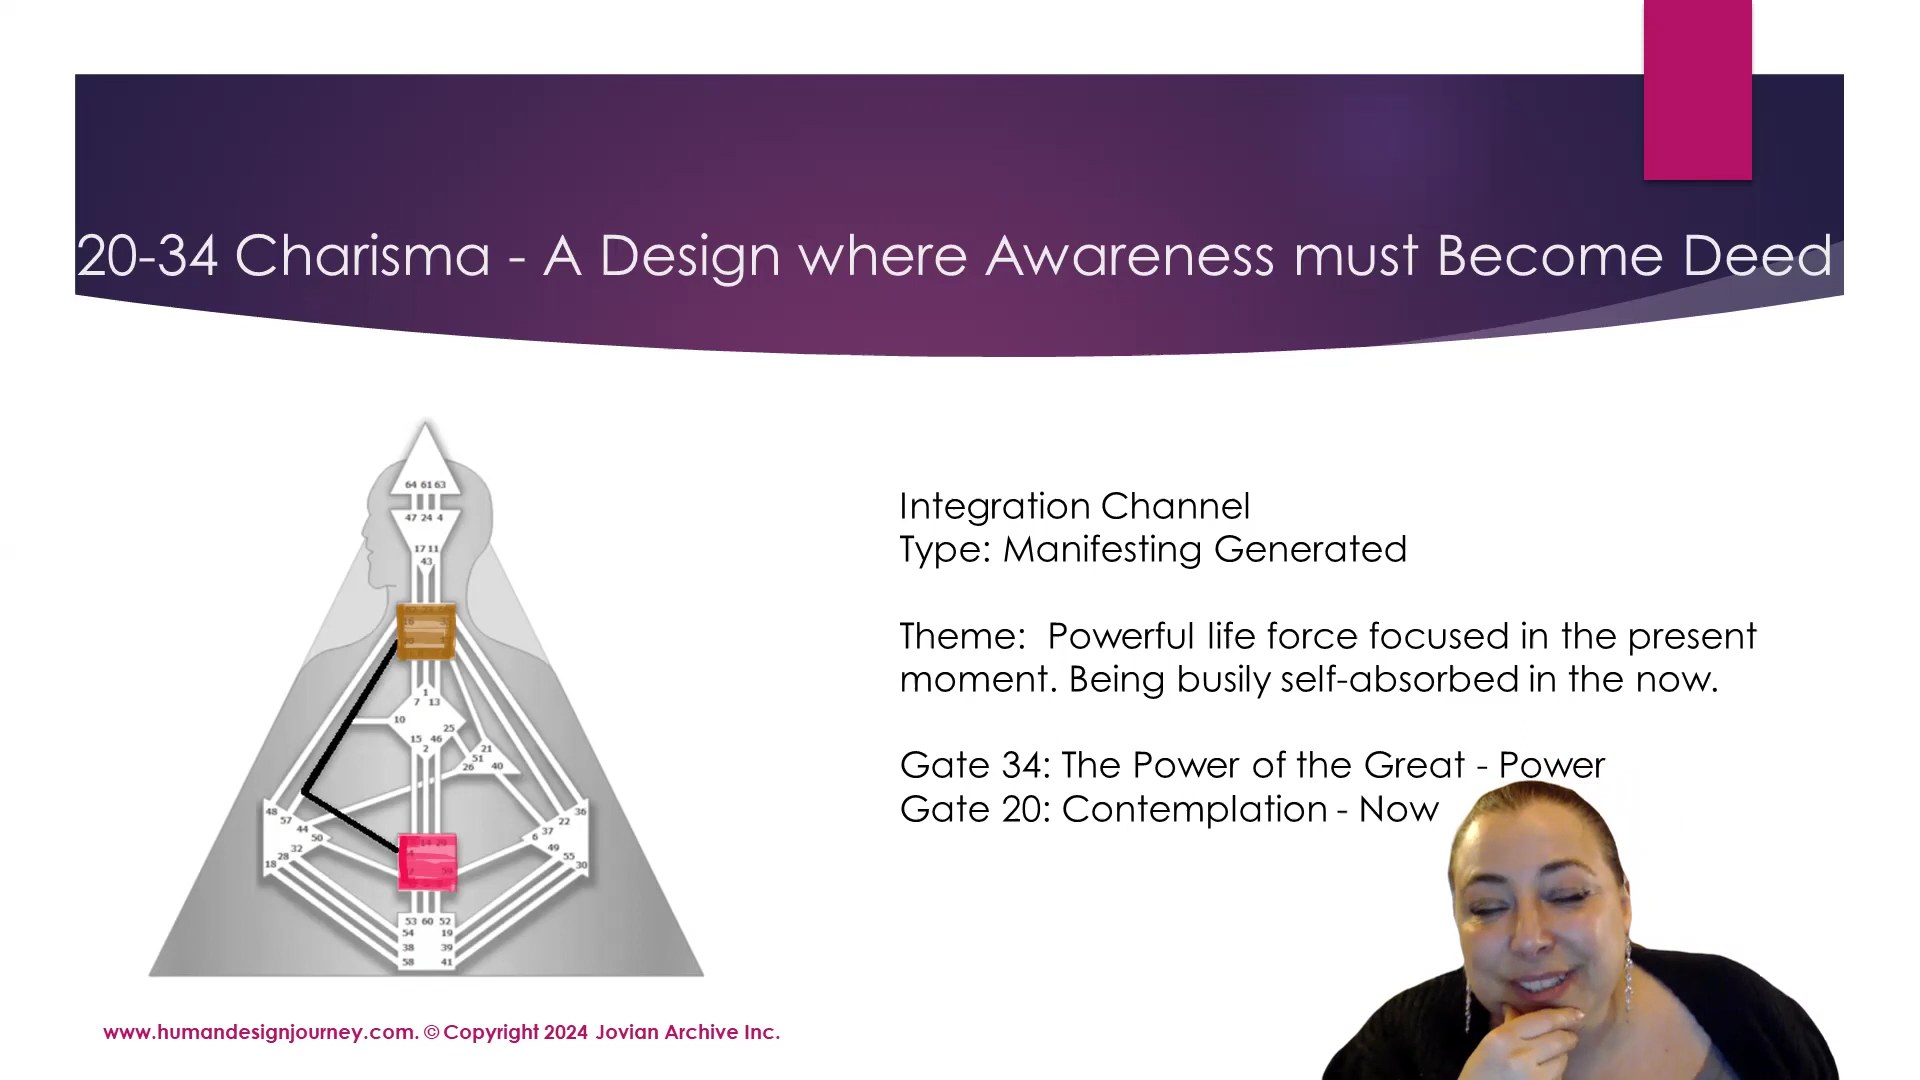 20-34 Charisma - A Design where Awareness must Become Deed
64 61 63
47 24 4
17 11
43
16
20
1
7 13
10
25
15 46
2
21
51
26 40
48
57
44
50
32
28
18
36
22
37
6
49
55
30
14 29
53 60 52
54 19
38 39
58 41
Integration Channel
Type: Manifesting Generated
Theme: Powerful life force focused in the present
moment. Being busily self-absorbed in the now.
Gate 34: The Power of the Great - Power
Gate 20: Contemplation - Now
www.humandesignjourney.com. © Copyright 2024 Jovian Archive Inc.